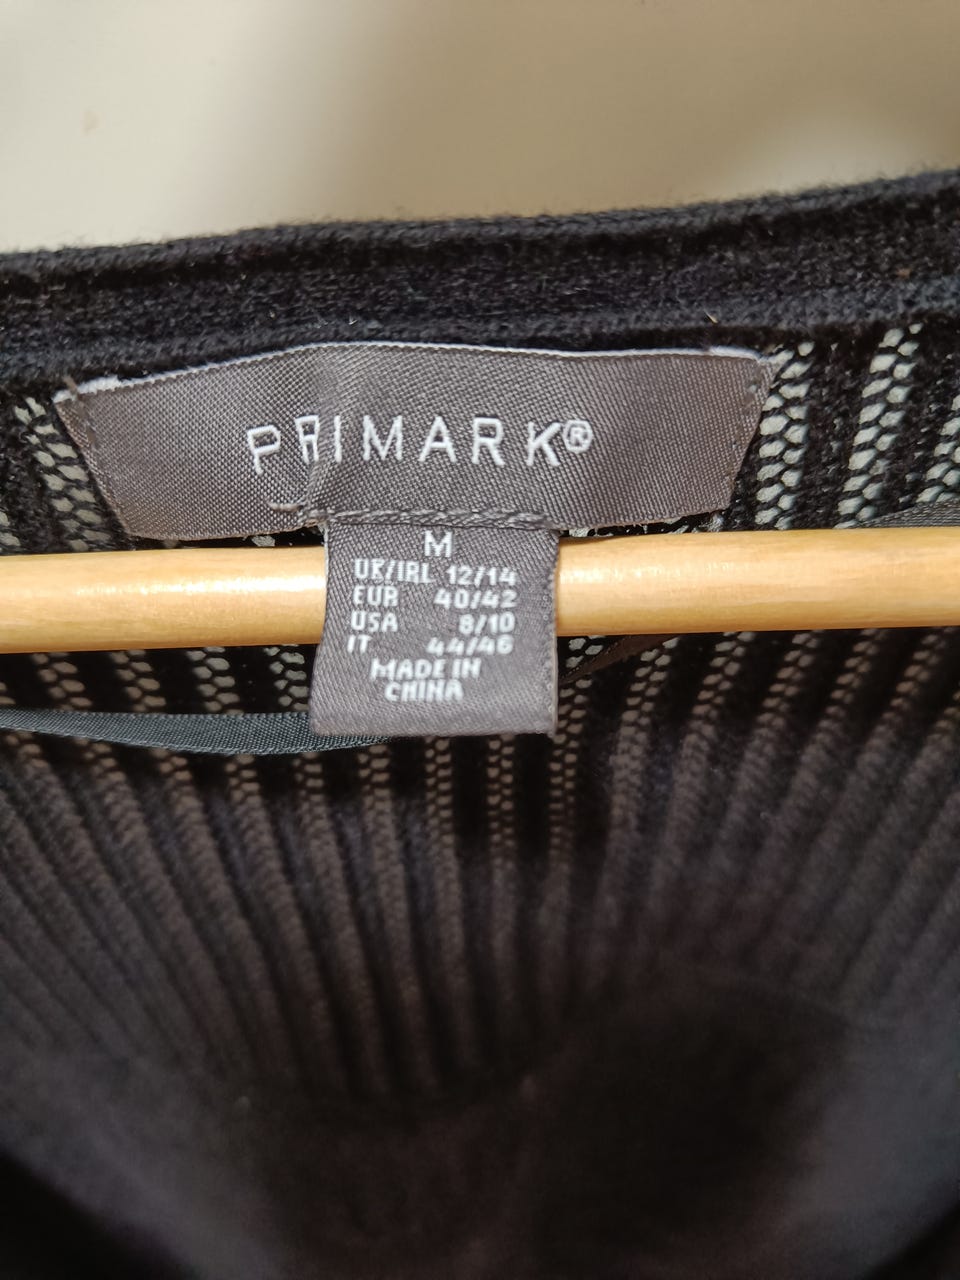 PRIMARK®
M
UK/IRL 12/14
EUR 40/42
USA 8/10
IT 44/46
MADE IN
CHINA